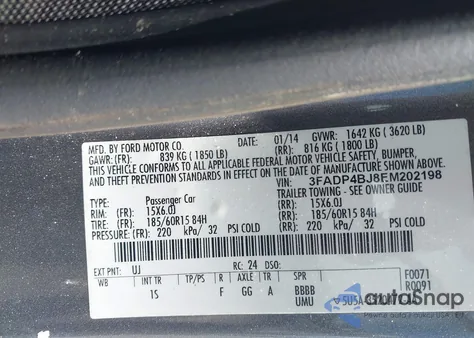 MFD. BY FORD MOTOR CO. DATE: 01/14 GVWR: 1642 KG ( 3620 LB)
GAWR: (FR): 839 KG ( 1850 LB) (RR): 816 KG ( 1800 LB)
THIS VEHICLE CONFORMS TO ALL APPLICABLE FEDERAL MOTOR VEHICLE SAFETY, BUMPER,
AND THEFT PREVENTION STANDARDS IN EFFECT ON THE DATE OF MANUFACTURE SHOWN ABOVE.
VIN: 3FADP4BJ8EM202198
TYPE: Passenger Car TRAILER TOWING - SEE OWNER GUIDE
RIM: (FR): 15X6.0J (RR): 15X6.0J
TIRE: (FR): 185/60R15 84H (RR): 185/60R15 84H
PRESSURE: (FR): 220 kPa/ 32 PSI COLD (RR): 220 kPa/ 32 PSI COLD
EXT PNT: UJ RC: 24 DSO: F0071
WB INT TR TP/PS R AXLE TR SPR R0091
1S F GG A BBBB
UMU
autoSnap